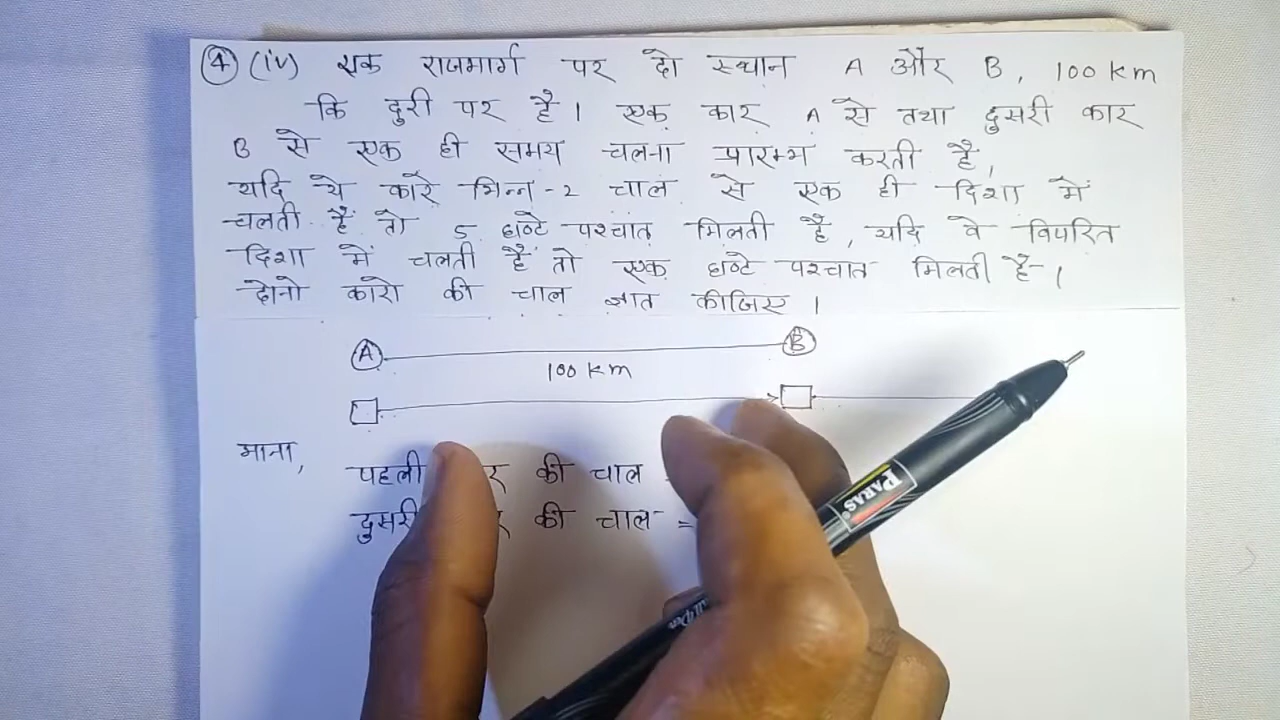 4 (iv) एक राजमार्ग पर दो स्थान A और B, 100 km
कि दुरी पर है। एक कार A से तथा दुसरी कार
B से एक ही समय चलना प्रारम्भ करती है,
यदि ये कारे भिन्न-2 चाल से एक ही दिशा में
चलती हैं तो 5 घण्टे पश्चात मिलती है, यदि वे विपरित
दिशा में चलती हैं तो एक घण्टे पश्चात मिलती है।
दोनो कारो की चाल ज्ञात कीजिए।
A B
100 km
माना,
पहली की चाल
दुसरी की चाल =
PARAS